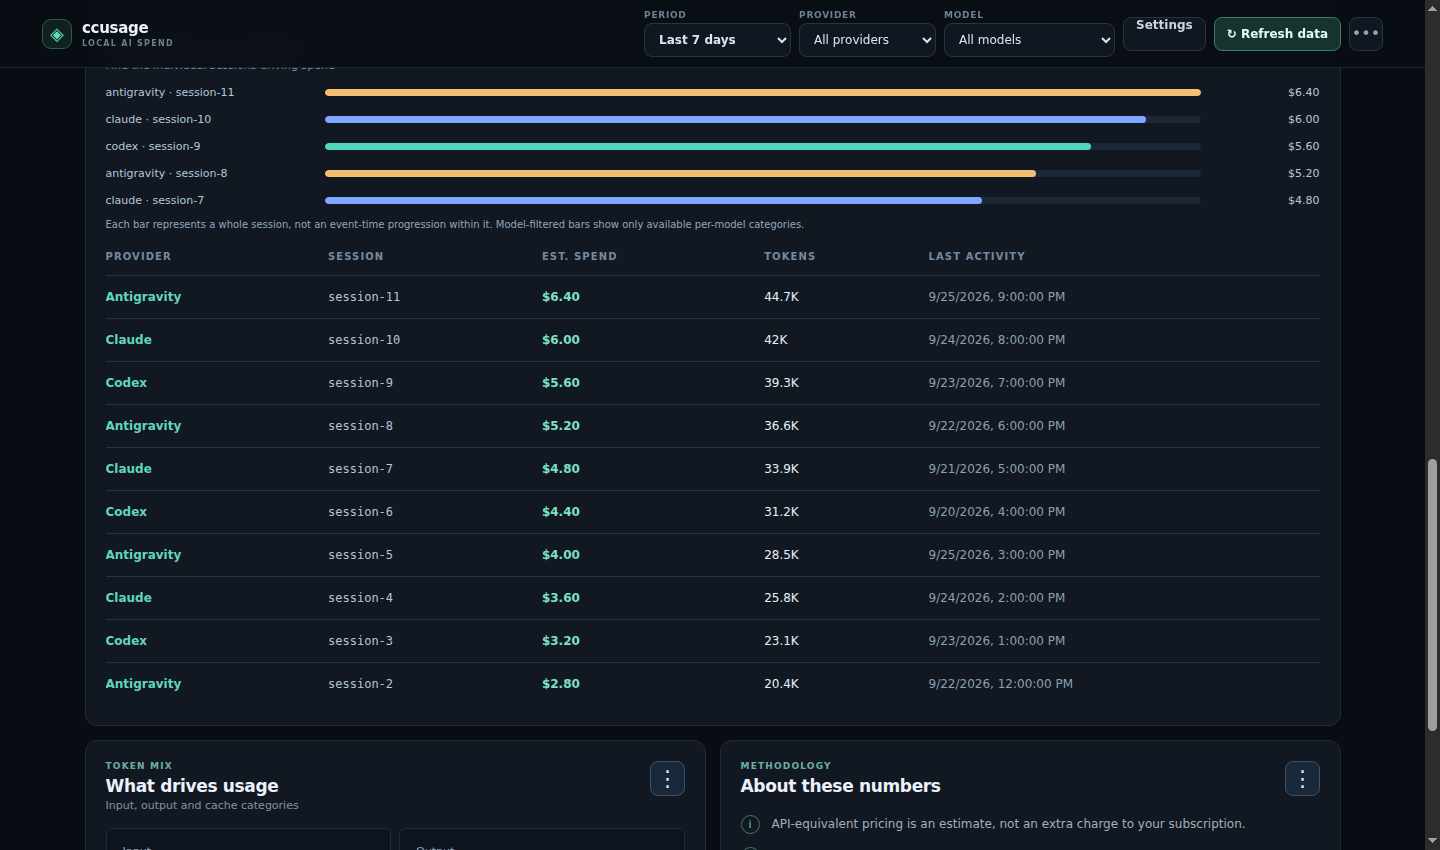 ccusage
LOCAL AI SPEND
PERIOD
Last 7 days
PROVIDER
All providers
MODEL
All models
Settings
↻ Refresh data
•••
antigravity · session-11 $6.40
claude · session-10 $6.00
codex · session-9 $5.60
antigravity · session-8 $5.20
claude · session-7 $4.80
Each bar represents a whole session, not an event-time progression within it. Model-filtered bars show only available per-model categories.
PROVIDER SESSION EST. SPEND TOKENS LAST ACTIVITY
Antigravity session-11 $6.40 44.7K 9/25/2026, 9:00:00 PM
Claude session-10 $6.00 42K 9/24/2026, 8:00:00 PM
Codex session-9 $5.60 39.3K 9/23/2026, 7:00:00 PM
Antigravity session-8 $5.20 36.6K 9/22/2026, 6:00:00 PM
Claude session-7 $4.80 33.9K 9/21/2026, 5:00:00 PM
Codex session-6 $4.40 31.2K 9/20/2026, 4:00:00 PM
Antigravity session-5 $4.00 28.5K 9/25/2026, 3:00:00 PM
Claude session-4 $3.60 25.8K 9/24/2026, 2:00:00 PM
Codex session-3 $3.20 23.1K 9/23/2026, 1:00:00 PM
Antigravity session-2 $2.80 20.4K 9/22/2026, 12:00:00 PM
TOKEN MIX
What drives usage
Input, output and cache categories
Input Output
METHODOLOGY
About these numbers
i API-equivalent pricing is an estimate, not an extra charge to your subscription.